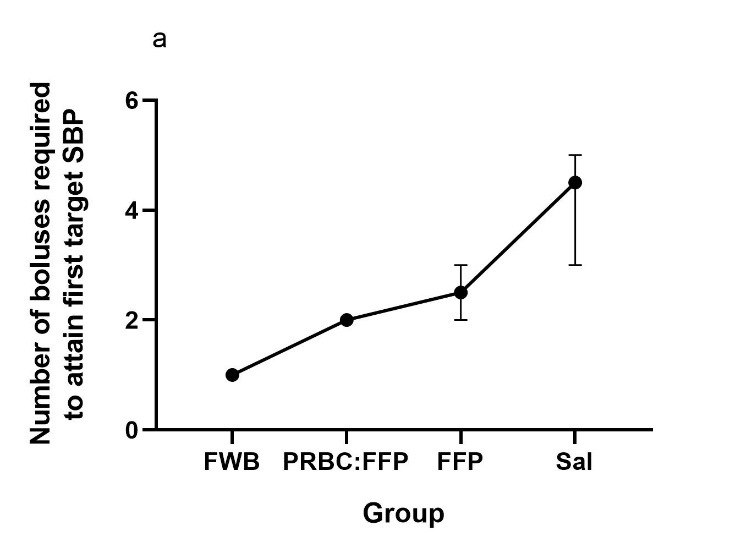 a
Number of boluses required
to attain first target SBP
6
4
2
0
FWB PRBC:FFP FFP Sal
Group